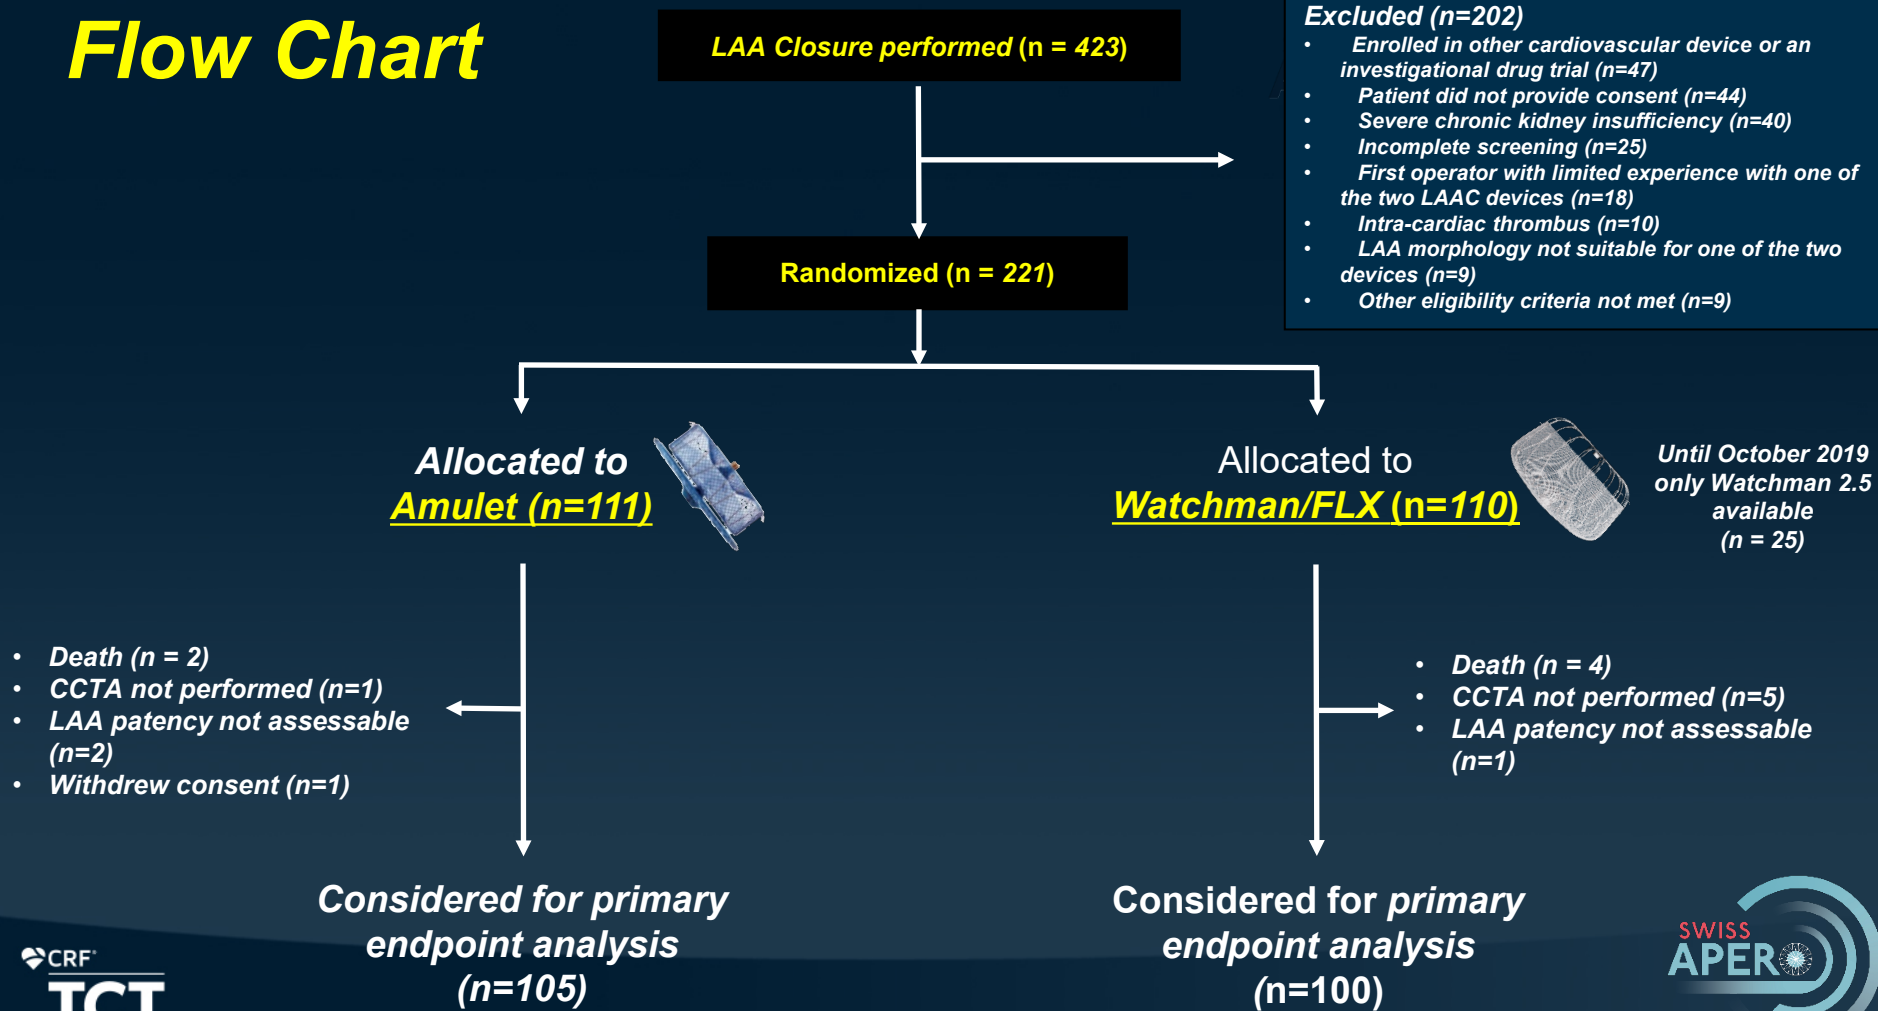 Flow Chart
LAA Closure performed (n = 423)
Excluded (n=202)
• Enrolled in other cardiovascular device or an
investigational drug trial (n=47)
• Patient did not provide consent (n=44)
• Severe chronic kidney insufficiency (n=40)
• Incomplete screening (n=25)
• First operator with limited experience with one of
the two LAAC devices (n=18)
• Intra-cardiac thrombus (n=10)
• LAA morphology not suitable for one of the two
devices (n=9)
• Other eligibility criteria not met (n=9)
Randomized (n = 221)
Allocated to
Amulet (n=111)
Allocated to
Watchman/FLX (n=110)
Until October 2019
only Watchman 2.5
available
(n = 25)
• Death (n = 2)
• CCTA not performed (n=1)
• LAA patency not assessable
(n=2)
• Withdrew consent (n=1)
• Death (n = 4)
• CCTA not performed (n=5)
• LAA patency not assessable
(n=1)
Considered for primary
endpoint analysis
(n=105)
Considered for primary
endpoint analysis
(n=100)
CRF®
TCT
SWISS
APERO